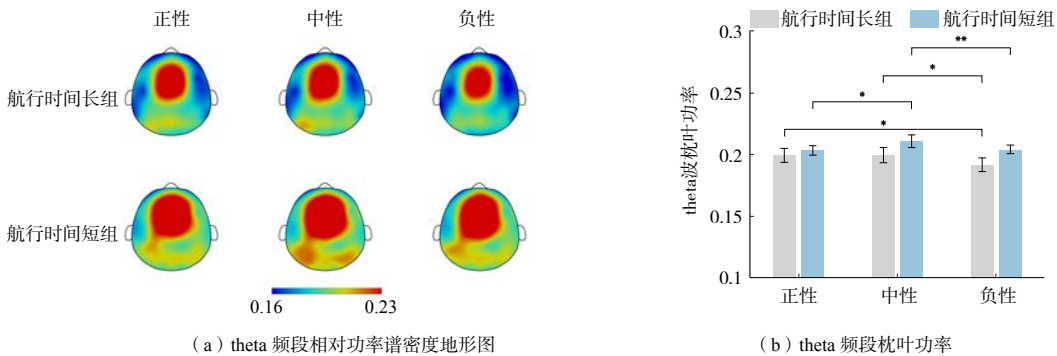 正性 中性 负性
航行时间长组
航行时间短组
0.16 0.23
（a）theta 频段相对功率谱密度地形图
航行时间长组 航行时间短组
theta波枕叶功率
0.3
0.25
0.2
0.15
0.1
**
*
*
*
正性 中性 负性
（b）theta 频段枕叶功率